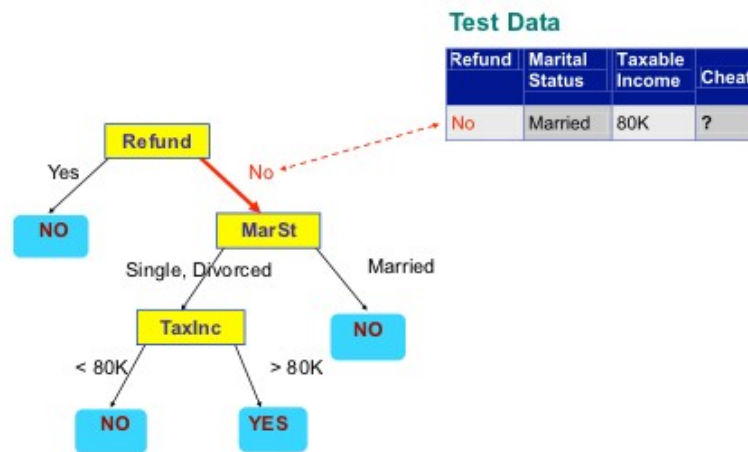 Test Data
Refund Marital Status Taxable Income Cheat
No Married 80K ?
Refund
Yes No
NO MarSt
Single, Divorced Married
TaxInc NO
< 80K > 80K
NO YES